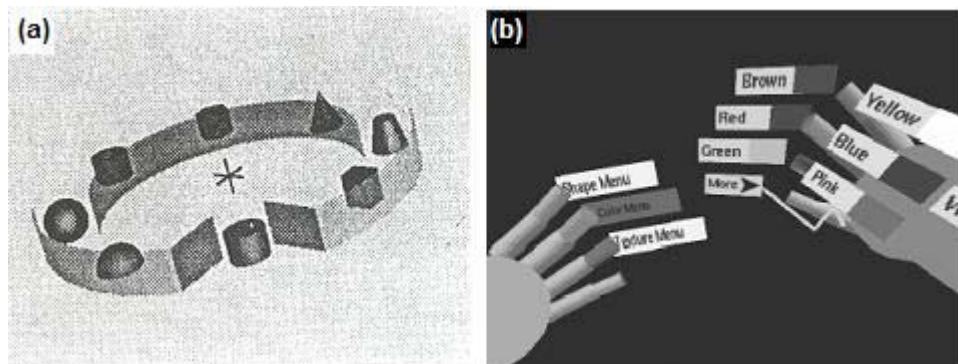 (a)
(b)
Brown
Yellow
Red
Blue
Green
Pink
More
Shape Menu
Color Menu
Texture Menu